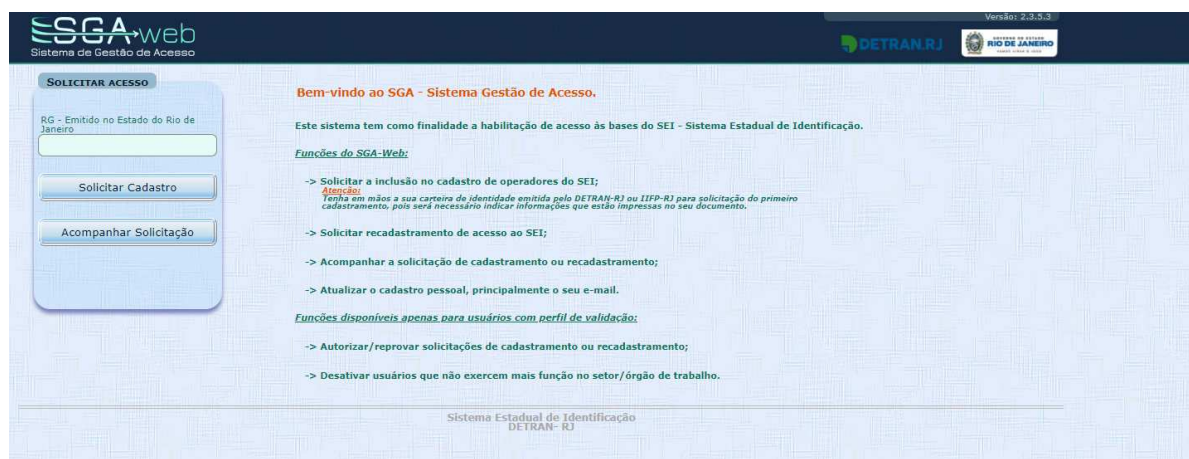 Versão: 2.3.5.3
SGA web
Sistema de Gestão de Acesso
DETRAN.RJ
GOVERNO DO ESTADO
RIO DE JANEIRO
SOLICITAR ACESSO
RG - Emitido no Estado do Rio de
Janeiro
Solicitar Cadastro
Acompanhar Solicitação
Bem-vindo ao SGA - Sistema Gestão de Acesso.
Este sistema tem como finalidade a habilitação de acesso às bases do SEI - Sistema Estadual de Identificação.
Funções do SGA-Web:
-> Solicitar a inclusão no cadastro de operadores do SEI;
Atenção:
Tenha em mãos a sua carteira de identidade emitida pelo DETRAN-RJ ou IIFP-RJ para solicitação do primeiro
cadastramento, pois será necessário indicar informações que estão impressas no seu documento.
-> Solicitar recadastramento de acesso ao SEI;
-> Acompanhar a solicitação de cadastramento ou recadastramento;
-> Atualizar o cadastro pessoal, principalmente o seu e-mail.
Funções disponíveis apenas para usuários com perfil de validação:
-> Autorizar/reprovar solicitações de cadastramento ou recadastramento;
-> Desativar usuários que não exercem mais função no setor/órgão de trabalho.
Sistema Estadual de Identificação
DETRAN- RJ